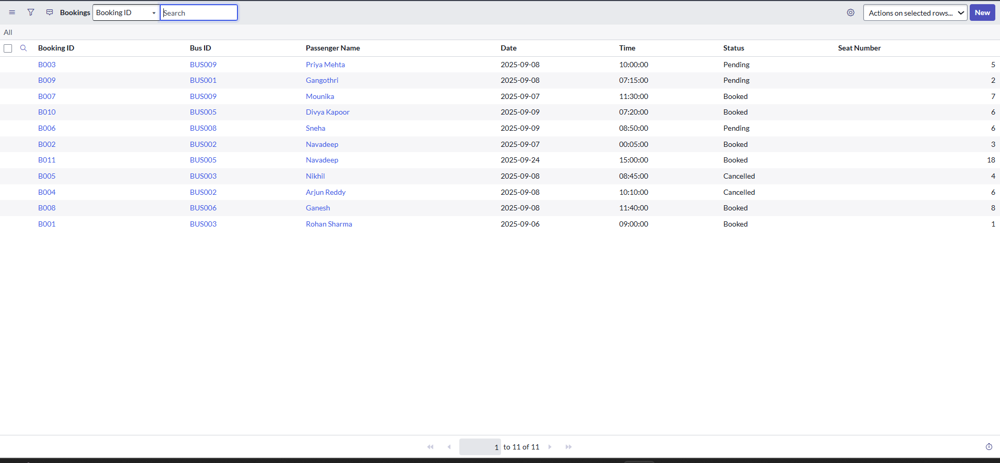 Bookings Booking ID Search Actions on selected rows... New
All
Booking ID Bus ID Passenger Name Date Time Status Seat Number
B003 BUS009 Priya Mehta 2025-09-08 10:00:00 Pending 5
B009 BUS001 Gangothri 2025-09-08 07:15:00 Pending 2
B007 BUS009 Mounika 2025-09-07 11:30:00 Booked 7
B010 BUS005 Divya Kapoor 2025-09-09 07:20:00 Booked 6
B006 BUS008 Sneha 2025-09-09 08:50:00 Pending 6
B002 BUS002 Navadeep 2025-09-07 00:05:00 Booked 3
B011 BUS005 Navadeep 2025-09-24 15:00:00 Booked 18
B005 BUS003 Nikhil 2025-09-08 08:45:00 Cancelled 4
B004 BUS002 Arjun Reddy 2025-09-08 10:10:00 Cancelled 6
B008 BUS006 Ganesh 2025-09-08 11:40:00 Booked 8
B001 BUS003 Rohan Sharma 2025-09-06 09:00:00 Booked 1
1 to 11 of 11